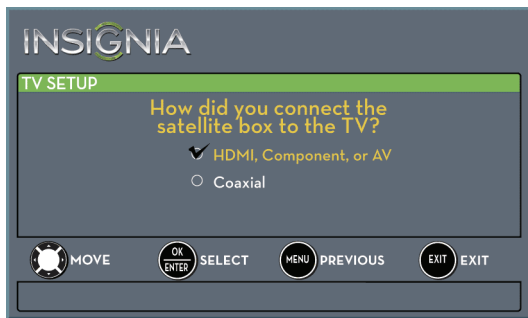 INSIGNIA
TV SETUP
How did you connect the
satellite box to the TV?
HDMI, Component, or AV
Coaxial
MOVE OK ENTER SELECT MENU PREVIOUS EXIT EXIT